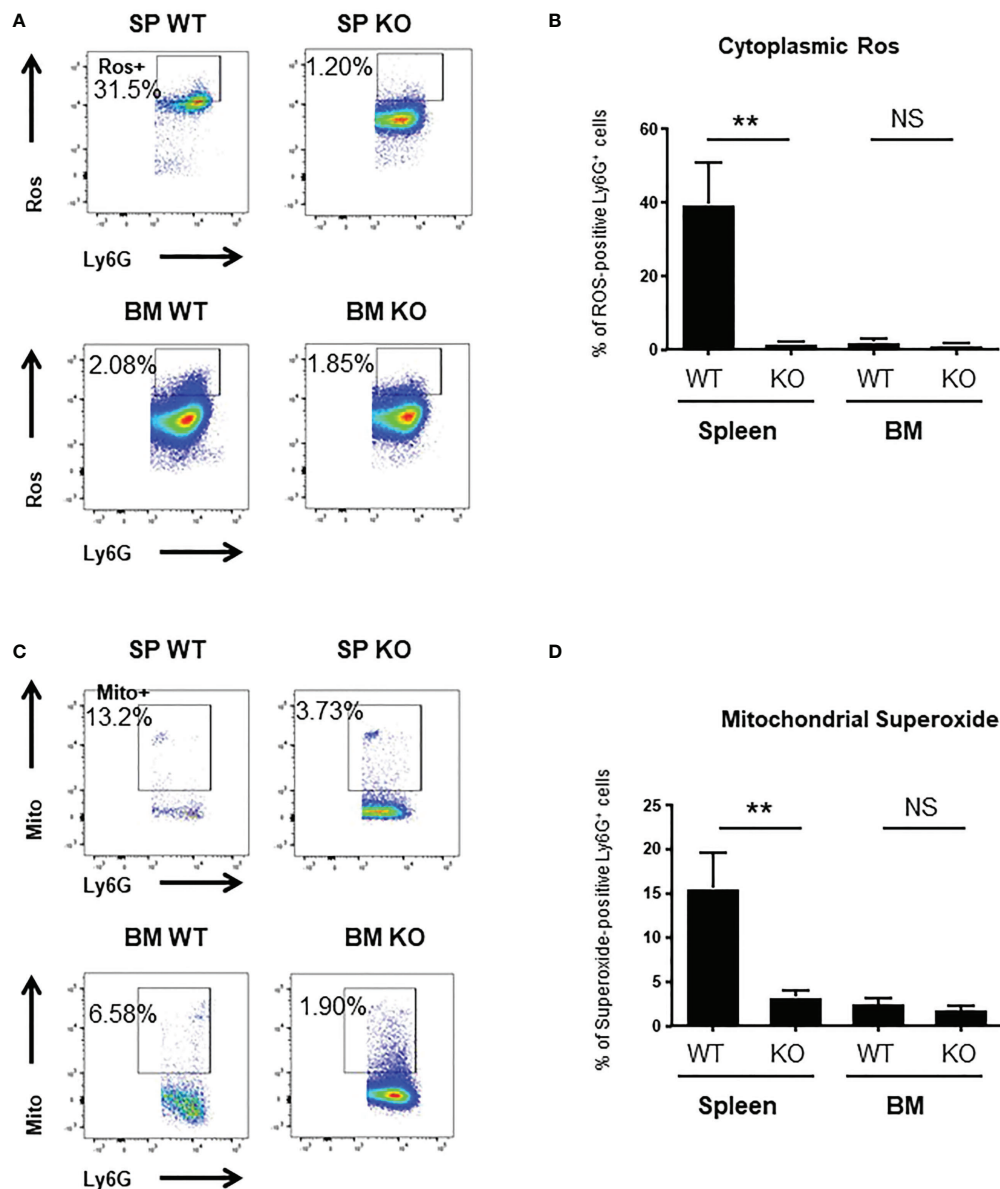 A
SP WT
SP KO
Ros+
31.5%
1.20%
Ros
Ly6G
BM WT
BM KO
2.08%
1.85%
Ros
Ly6G
B
Cytoplasmic Ros
% of ROS-positive Ly6G⁺ cells
60
40
20
0
**
NS
WT
KO
WT
KO
Spleen
BM
C
SP WT
SP KO
Mito+
13.2%
3.73%
Mito
Ly6G
BM WT
BM KO
6.58%
1.90%
Mito
Ly6G
D
Mitochondrial Superoxide
% of Superoxide-positive Ly6G⁺ cells
25
20
15
10
5
0
**
NS
WT
KO
WT
KO
Spleen
BM